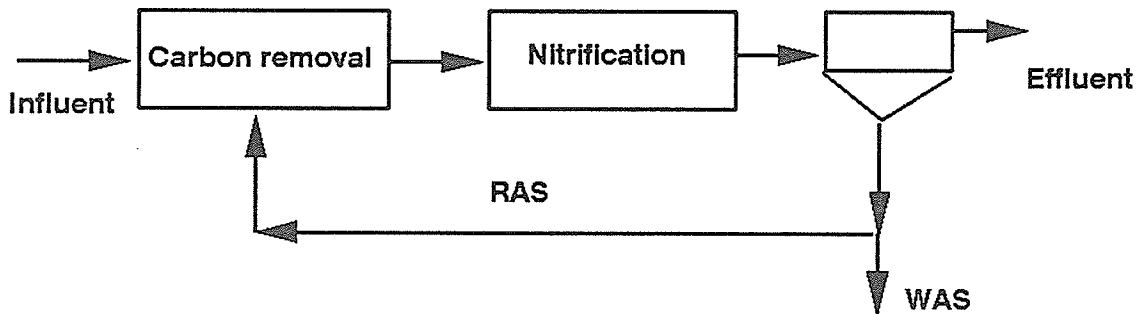 Carbon removal
Nitrification
Influent
Effluent
RAS
WAS